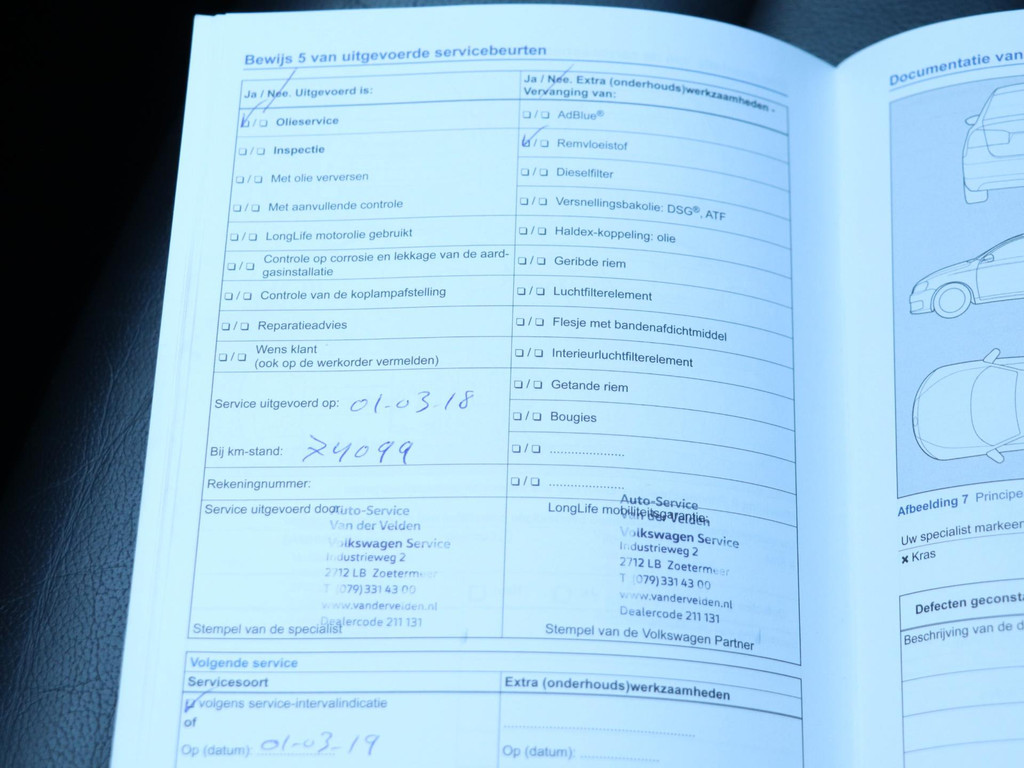 Bewijs 5 van uitgevoerde servicebeurten
Ja / Nee. Uitgevoerd is:
Olieservice
Inspectie
Met olie verversen
Met aanvullende controle
LongLife motorolie gebruikt
Controle op corrosie en lekkage van de aard-
gasinstallatie
Controle van de koplampafstelling
Reparatieadvies
Wens klant
(ook op de werkorder vermelden)
Service uitgevoerd op: 01-03-18
Bij km-stand: 74099
Rekeningnummer:
Service uitgevoerd door:
Auto-Service
Van der Velden
Volkswagen Service
Industrieweg 2
2712 LB Zoetermeer
T (079) 331 43 00
www.vandervelden.nl
Dealercode 211 131
Stempel van de specialist
Ja / Nee. Extra (onderhouds)werkzaamheden -
Vervanging van:
AdBlue®
Remvloeistof
Dieselfilter
Versnellingsbakolie: DSG®, ATF
Haldex-koppeling: olie
Geribde riem
Luchtfilterelement
Flesje met bandenafdichtmiddel
Interieurluchtfilterelement
Getande riem
Bougies
LongLife mobiliteitsgarantie:
Auto-Service
Van der Velden
Volkswagen Service
Industrieweg 2
2712 LB Zoetermeer
T (079) 331 43 00
www.vandervelden.nl
Dealercode 211 131
Stempel van de Volkswagen Partner
Volgende service
Servicesoort
volgens service-intervalindicatie
of
Op (datum): 01-03-19
Extra (onderhouds)werkzaamheden
Op (datum):
Documentatie van
Afbeelding 7 Principe
Uw specialist markeer
✖ Kras
Defecten geconsta
Beschrijving van de d